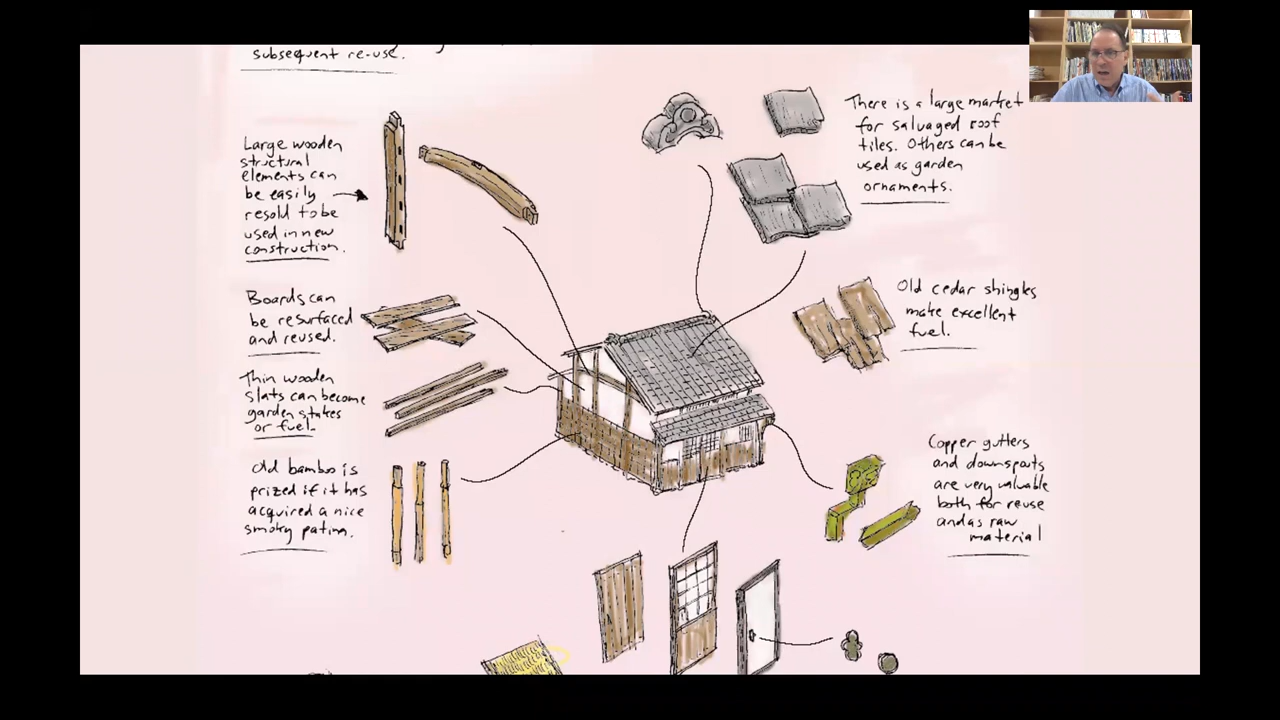 subsequent re-use.
Large wooden
structural
elements can
be easily
resold to be
used in new
construction.
Boards can
be resurfaced
and reused.
Thin wooden
slats can become
garden stakes
or fuel.
Old bamboo is
prized if it has
acquired a nice
smoky patina.
There is a large market
for salvaged roof
tiles. Others can be
used as garden
ornaments.
Old cedar shingles
make excellent
fuel.
Copper gutters
and downspouts
are very valuable
both for reuse
and as raw
material